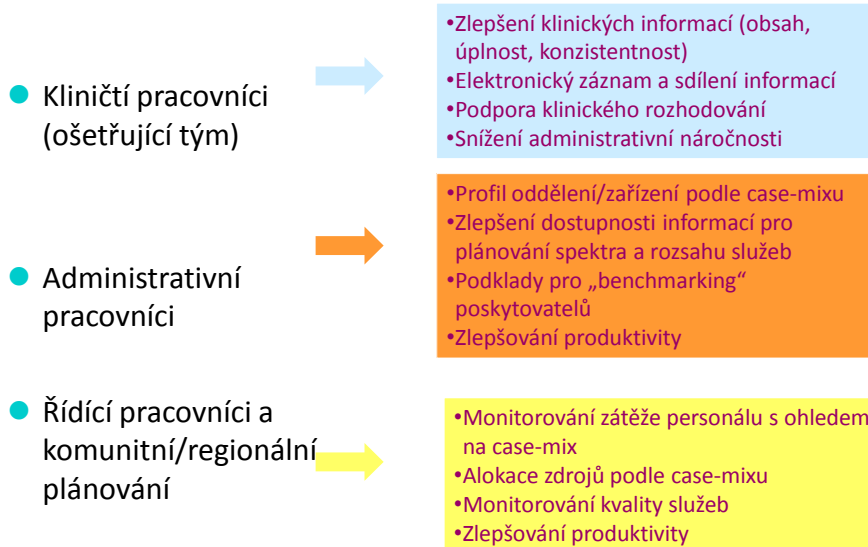 Kliničtí pracovníci
(ošetřující tým)
•Zlepšení klinických informací (obsah,
úplnost, konzistentnost)
•Elektronický záznam a sdílení informací
•Podpora klinického rozhodování
•Snížení administrativní náročnosti
Administrativní
pracovníci
•Profil oddělení/zařízení podle case-mixu
•Zlepšení dostupnosti informací pro
plánování spektra a rozsahu služeb
•Podklady pro „benchmarking“
poskytovatelů
•Zlepšování produktivity
Řídící pracovníci a
komunitní/regionální
plánování
•Monitorování zátěže personálu s ohledem
na case-mix
•Alokace zdrojů podle case-mixu
•Monitorování kvality služeb
•Zlepšování produktivity